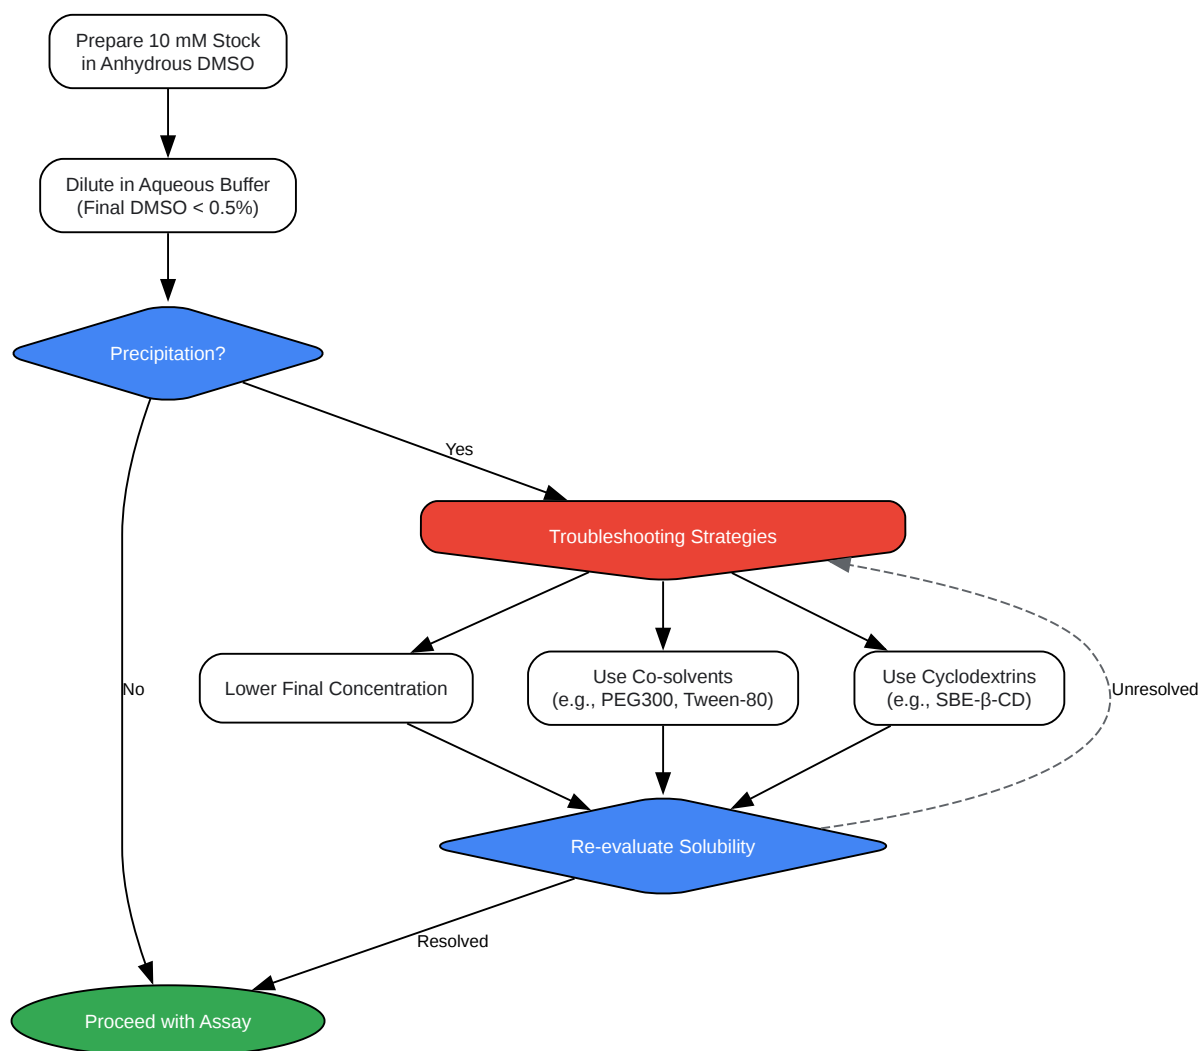 Prepare 10 mM Stock
in Anhydrous DMSO
Dilute in Aqueous Buffer
(Final DMSO < 0.5%)
Precipitation?
Yes
Troubleshooting Strategies
No
Lower Final Concentration
Use Co-solvents
(e.g., PEG300, Tween-80)
Use Cyclodextrins
(e.g., SBE-β-CD)
Unresolved
Re-evaluate Solubility
Resolved
Proceed with Assay